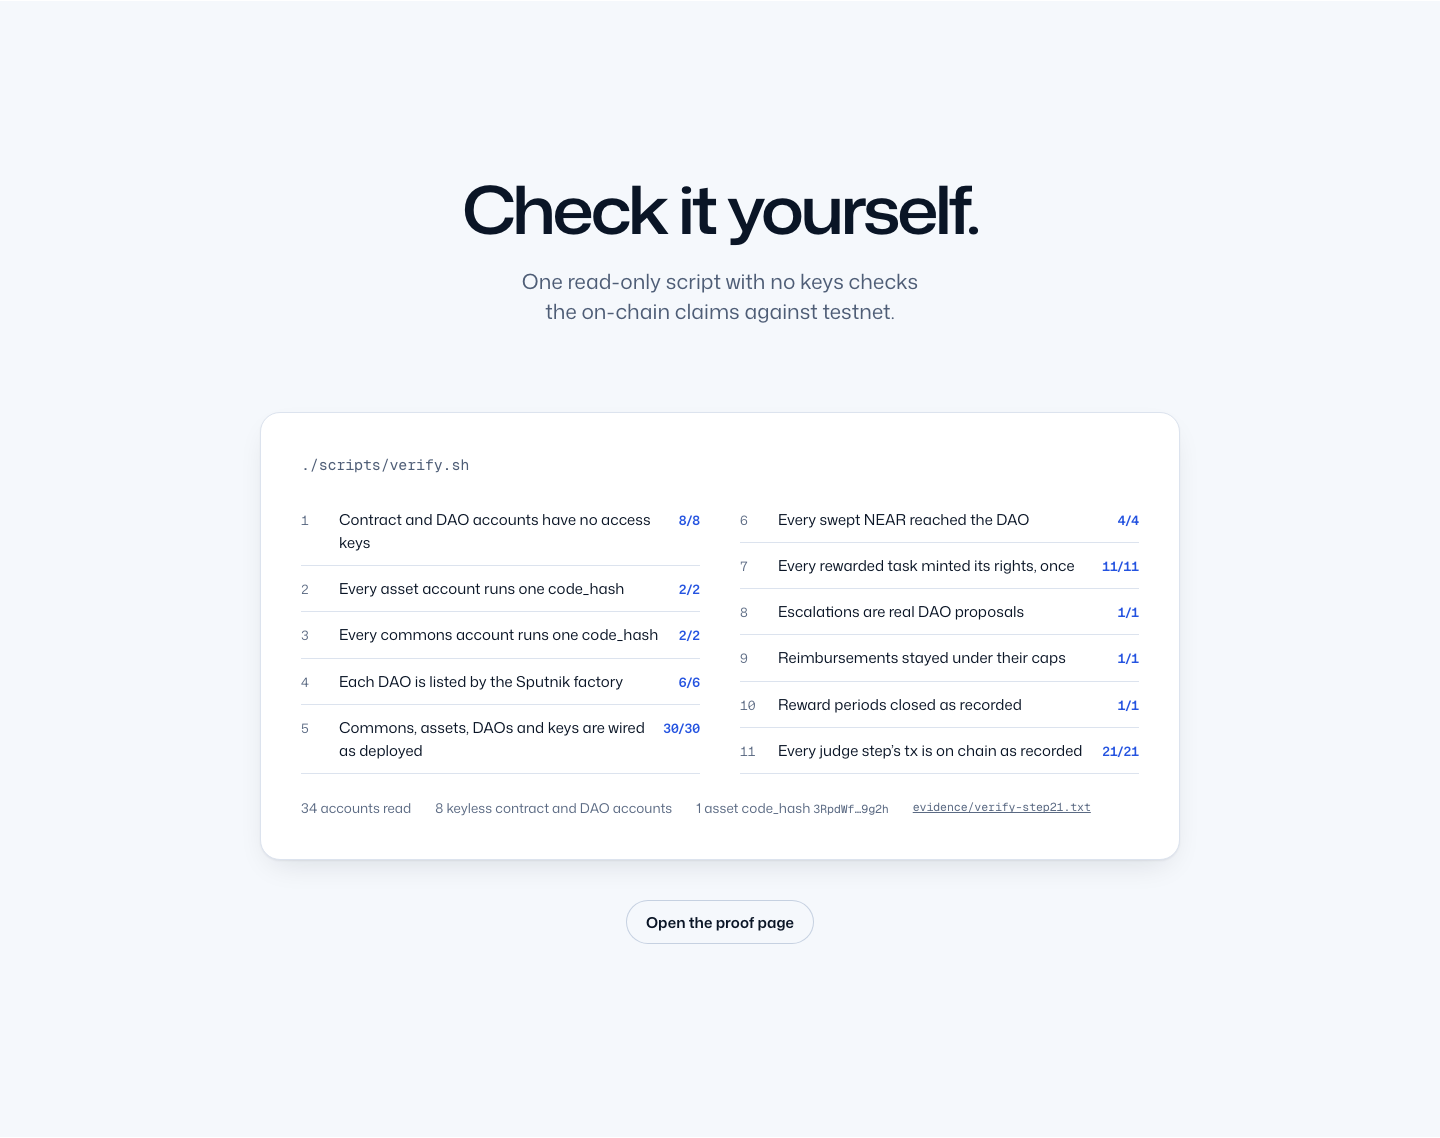 Check it yourself.
One read-only script with no keys checks
the on-chain claims against testnet.
./scripts/verify.sh
1 Contract and DAO accounts have no access 8/8
keys
2 Every asset account runs one code_hash 2/2
3 Every commons account runs one code_hash 2/2
4 Each DAO is listed by the Sputnik factory 6/6
5 Commons, assets, DAOs and keys are wired 30/30
as deployed
6 Every swept NEAR reached the DAO 4/4
7 Every rewarded task minted its rights, once 11/11
8 Escalations are real DAO proposals 1/1
9 Reimbursements stayed under their caps 1/1
10 Reward periods closed as recorded 1/1
11 Every judge step’s tx is on chain as recorded 21/21
34 accounts read 8 keyless contract and DAO accounts 1 asset code_hash 3RpdWf…9g2h evidence/verify-step21.txt
Open the proof page